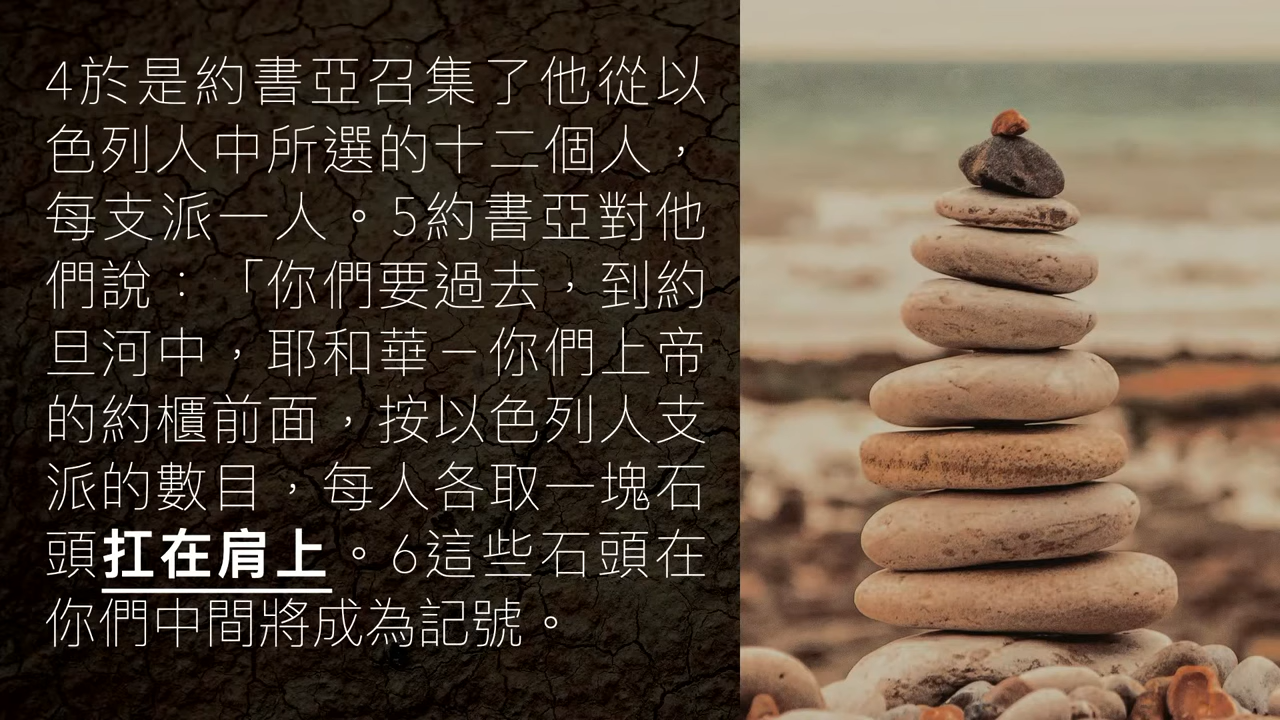 4於是約書亞召集了他從以
色列人中所選的十二個人，
每支派一人。5約書亞對他
們說：「你們要過去，到約
旦河中，耶和華－你們上帝
的約櫃前面，按以色列人支
派的數目，每人各取一塊石
頭扛在肩上。6這些石頭在
你們中間將成為記號。